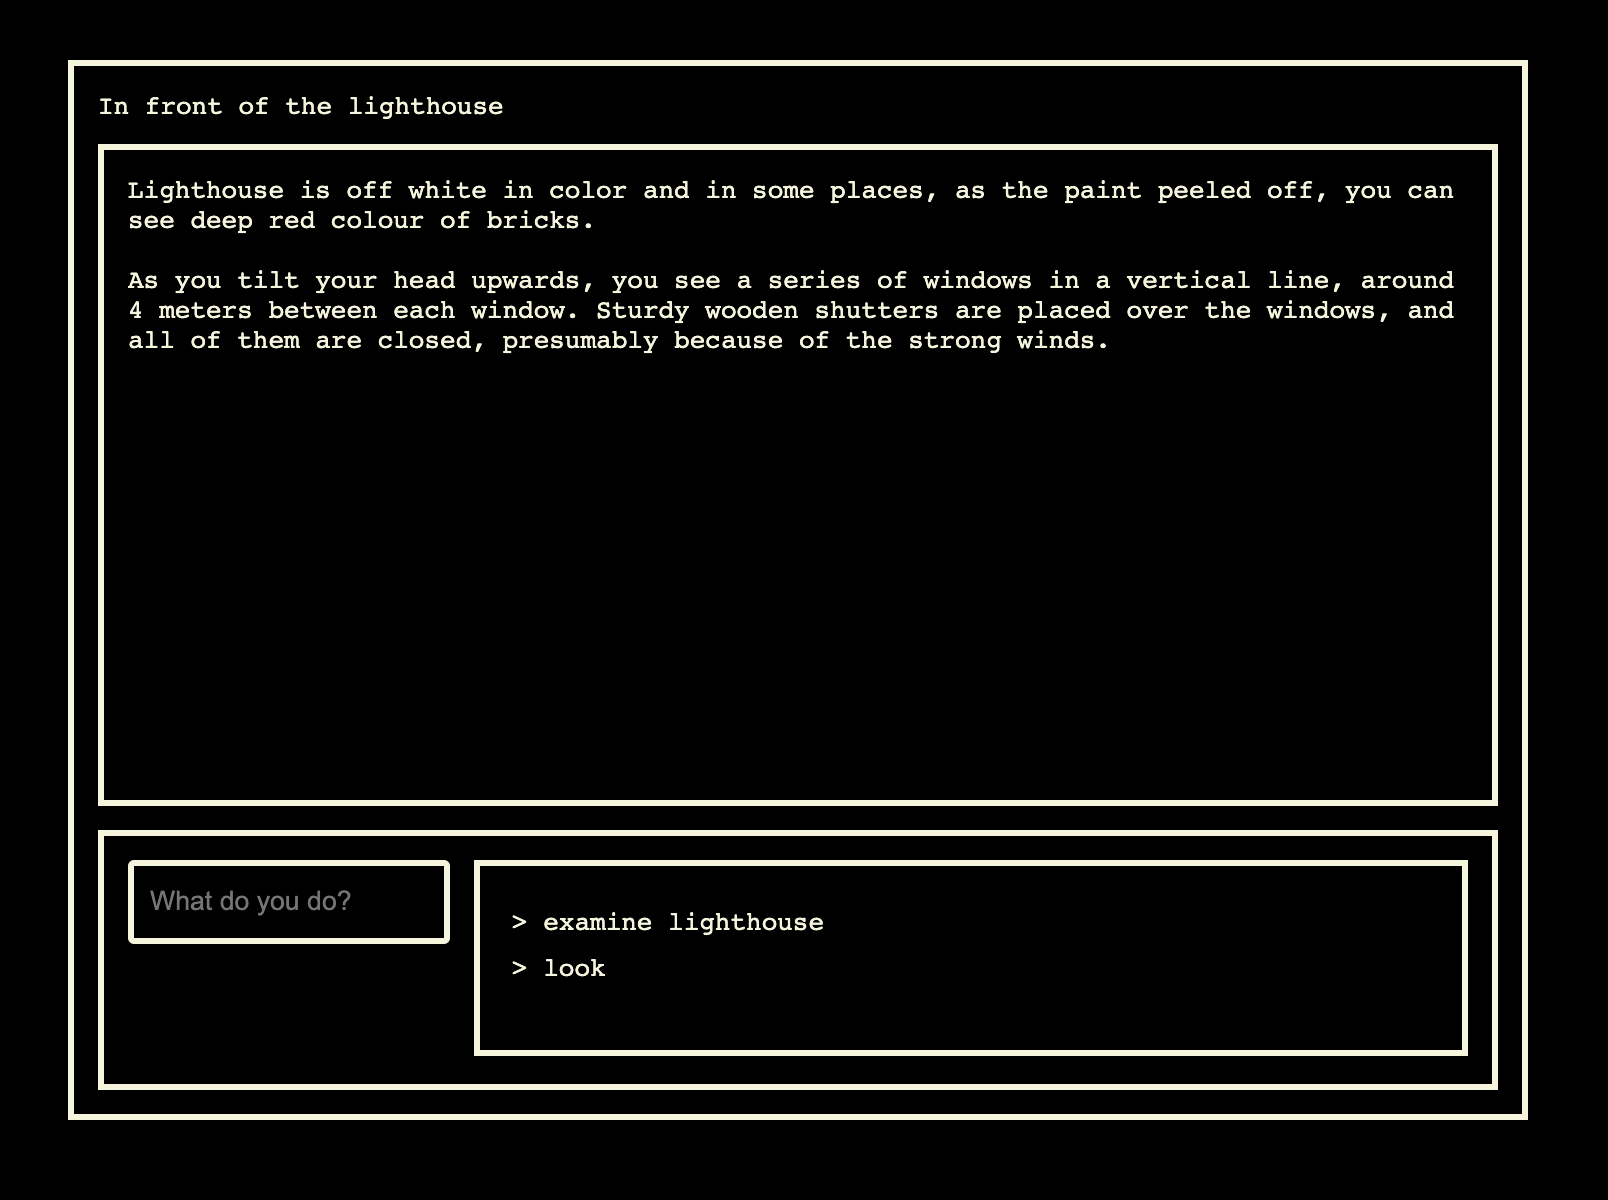 In front of the lighthouse
Lighthouse is off white in color and in some places, as the paint peeled off, you can
see deep red colour of bricks.
As you tilt your head upwards, you see a series of windows in a vertical line, around
4 meters between each window. Sturdy wooden shutters are placed over the windows, and
all of them are closed, presumably because of the strong winds.
What do you do?
> examine lighthouse
> look